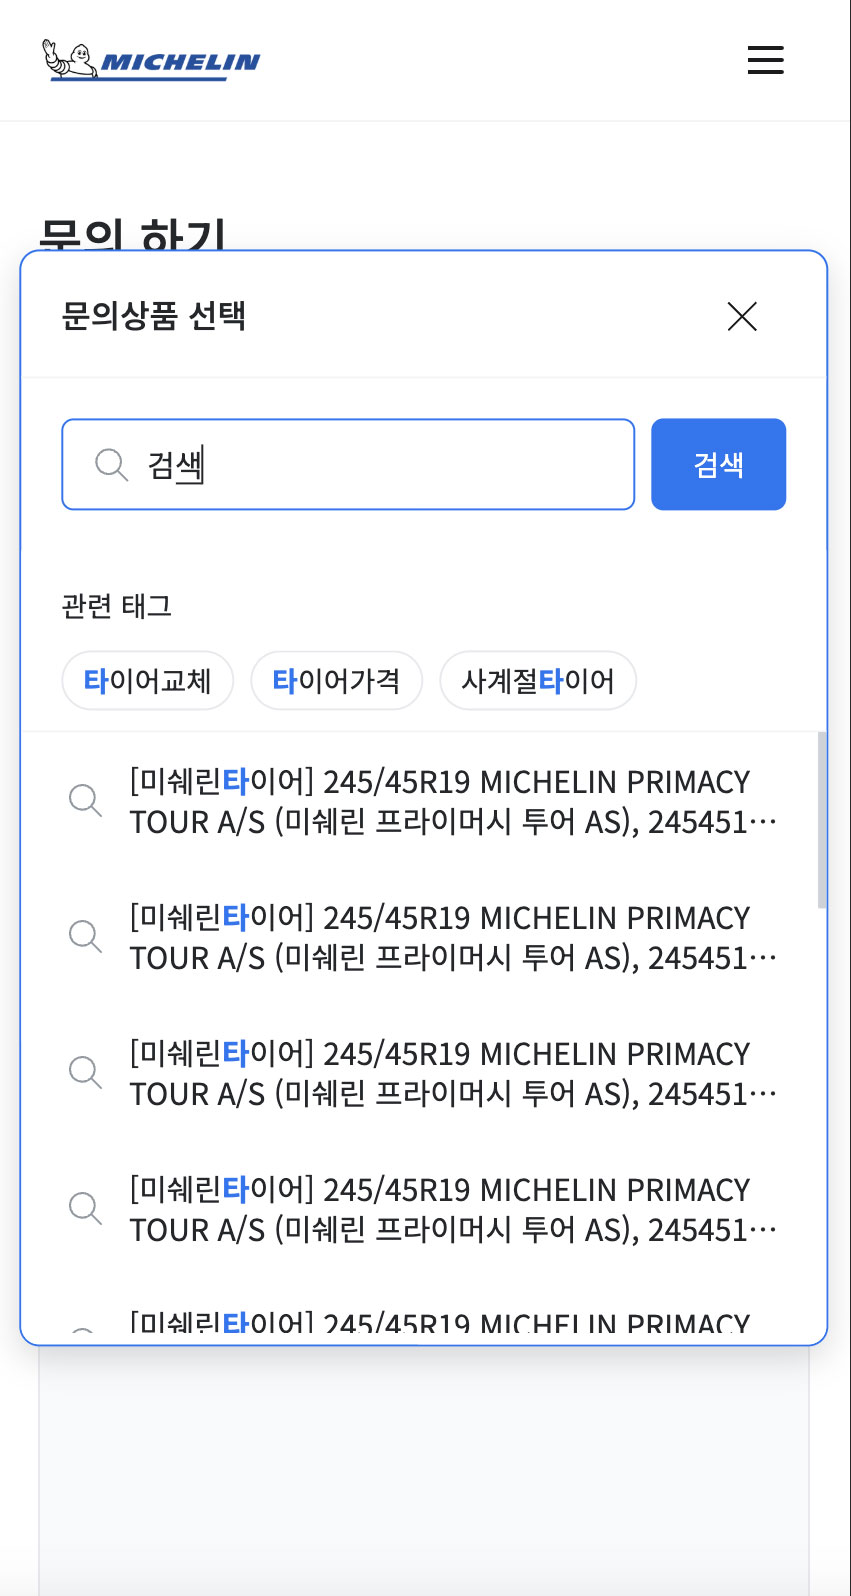 MICHELIN
문의 하기
문의상품 선택
검색
검색
관련 태그
타이어교체
타이어가격
사계절타이어
[미쉐린타이어] 245/45R19 MICHELIN PRIMACY
TOUR A/S (미쉐린 프라이머시 투어 AS), 245451···
[미쉐린타이어] 245/45R19 MICHELIN PRIMACY
TOUR A/S (미쉐린 프라이머시 투어 AS), 245451···
[미쉐린타이어] 245/45R19 MICHELIN PRIMACY
TOUR A/S (미쉐린 프라이머시 투어 AS), 245451···
[미쉐린타이어] 245/45R19 MICHELIN PRIMACY
TOUR A/S (미쉐린 프라이머시 투어 AS), 245451···
[미쉐린타이어] 245/45R19 MICHELIN PRIMACY